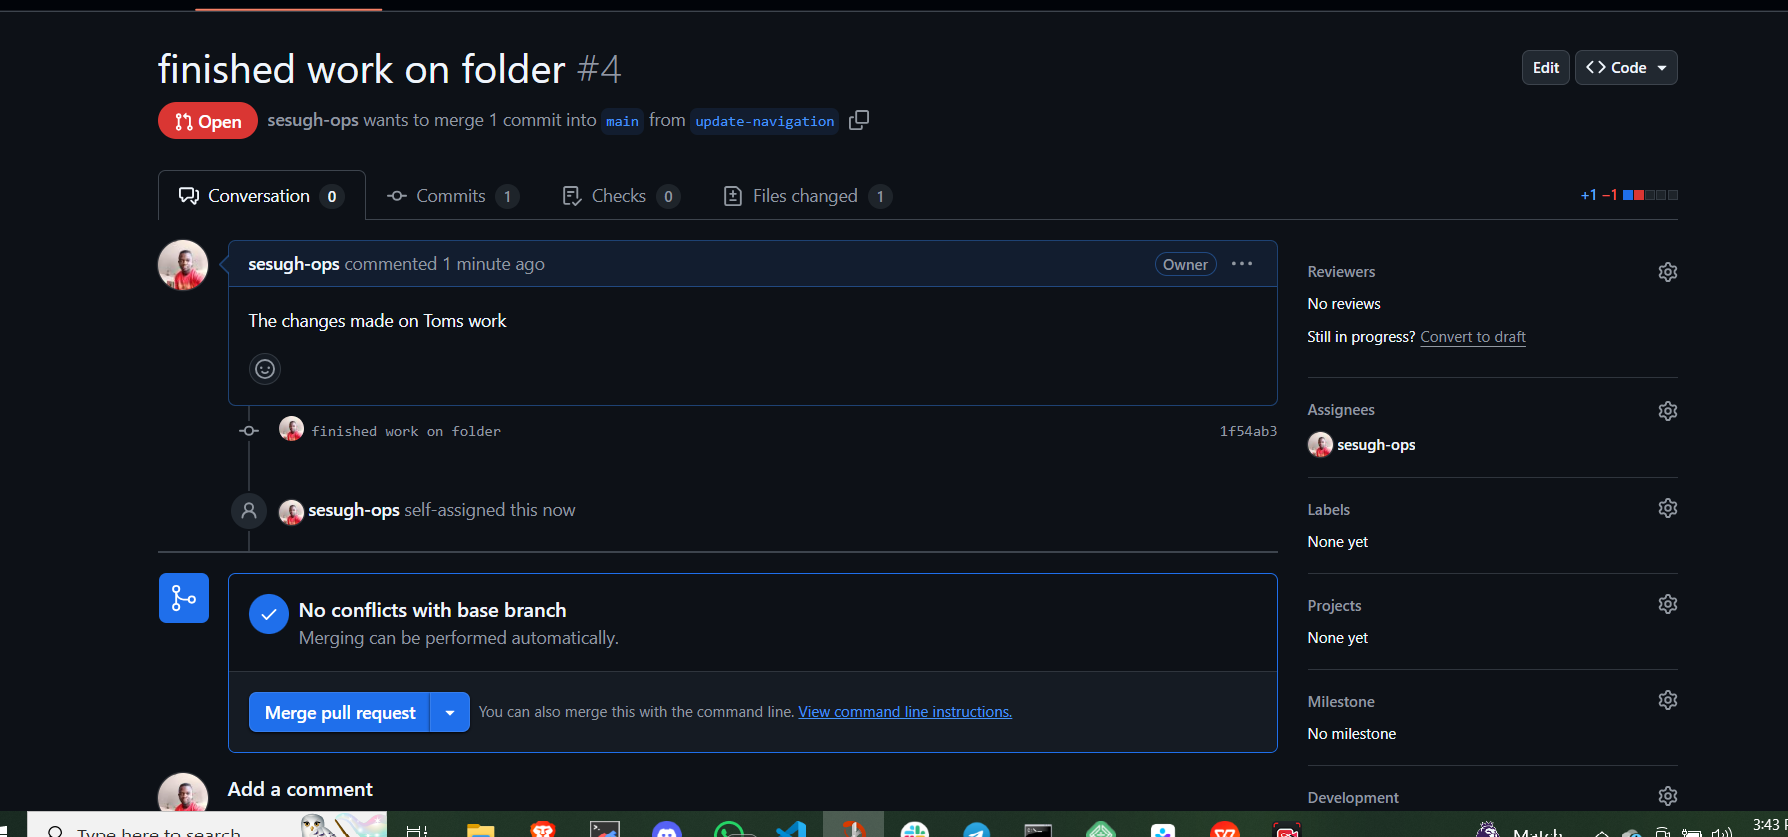 finished work on folder #4
Edit
Code
Open
sesugh-ops wants to merge 1 commit into main from update-navigation
Conversation 0
Commits 1
Checks 0
Files changed 1
+1 −1
sesugh-ops commented 1 minute ago
Owner
The changes made on Toms work
finished work on folder
1f54ab3
sesugh-ops self-assigned this now
No conflicts with base branch
Merging can be performed automatically.
Merge pull request
You can also merge this with the command line. View command line instructions.
Add a comment
Reviewers
No reviews
Still in progress? Convert to draft
Assignees
sesugh-ops
Labels
None yet
Projects
None yet
Milestone
No milestone
Development
Type here to search
Match
3:43